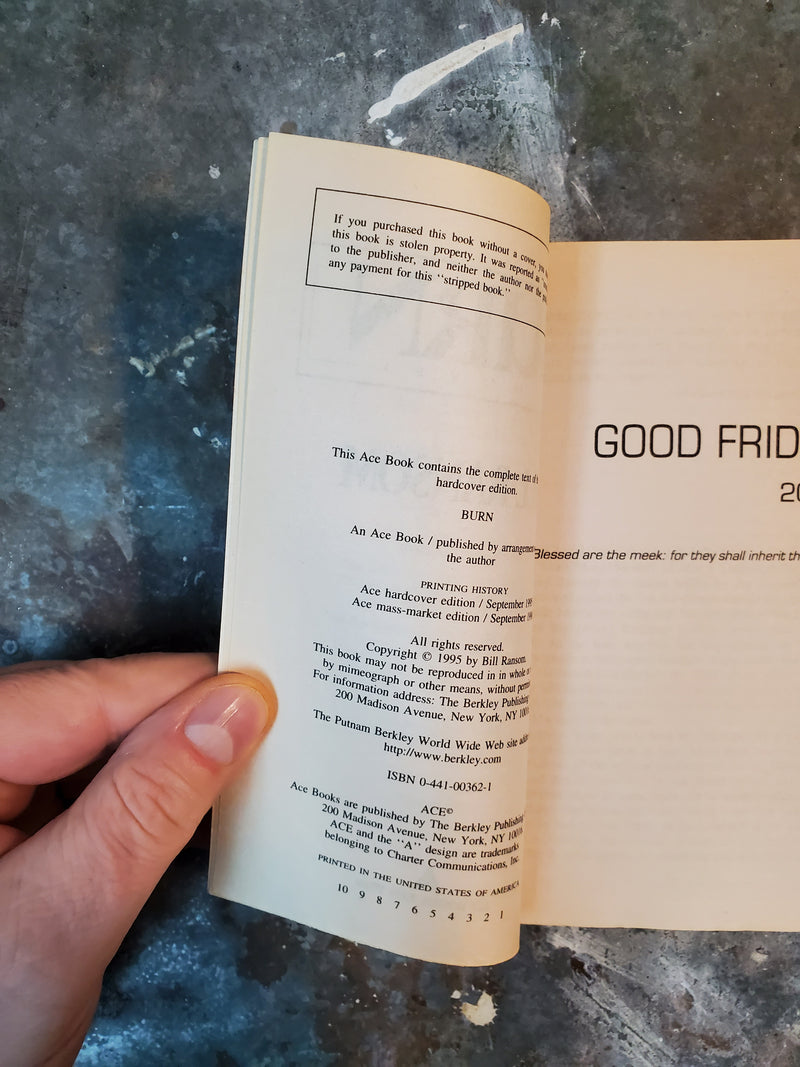 If you purchased this book without a cover, you
this book is stolen property. It was reported as
to the publisher, and neither the author nor the
any payment for this "stripped book."
This Ace Book contains the complete text of
hardcover edition.
BURN
An Ace Book / published by arrangement
the author
PRINTING HISTORY
Ace hardcover edition / September
Ace mass-market edition / September
All rights reserved.
Copyright © 1995 by Bill Ransom.
This book may not be reproduced in whole
by mimeograph or other means, without
For information address: The Berkley Publishing
200 Madison Avenue, New York, NY
The Putnam Berkley World Wide Web site
http://www.berkley.com
ISBN 0-441-00362-1
ACE®
Ace Books are published by The Berkley Publishing
200 Madison Avenue, New York, NY
ACE and the "A" design are trademarks
belonging to Charter Communications, Inc.
PRINTED IN THE UNITED STATES OF AMERICA
10 9 8 7 6 5 4 3 2 1
GOOD FRID
20
Blessed are the meek: for they shall inherit th